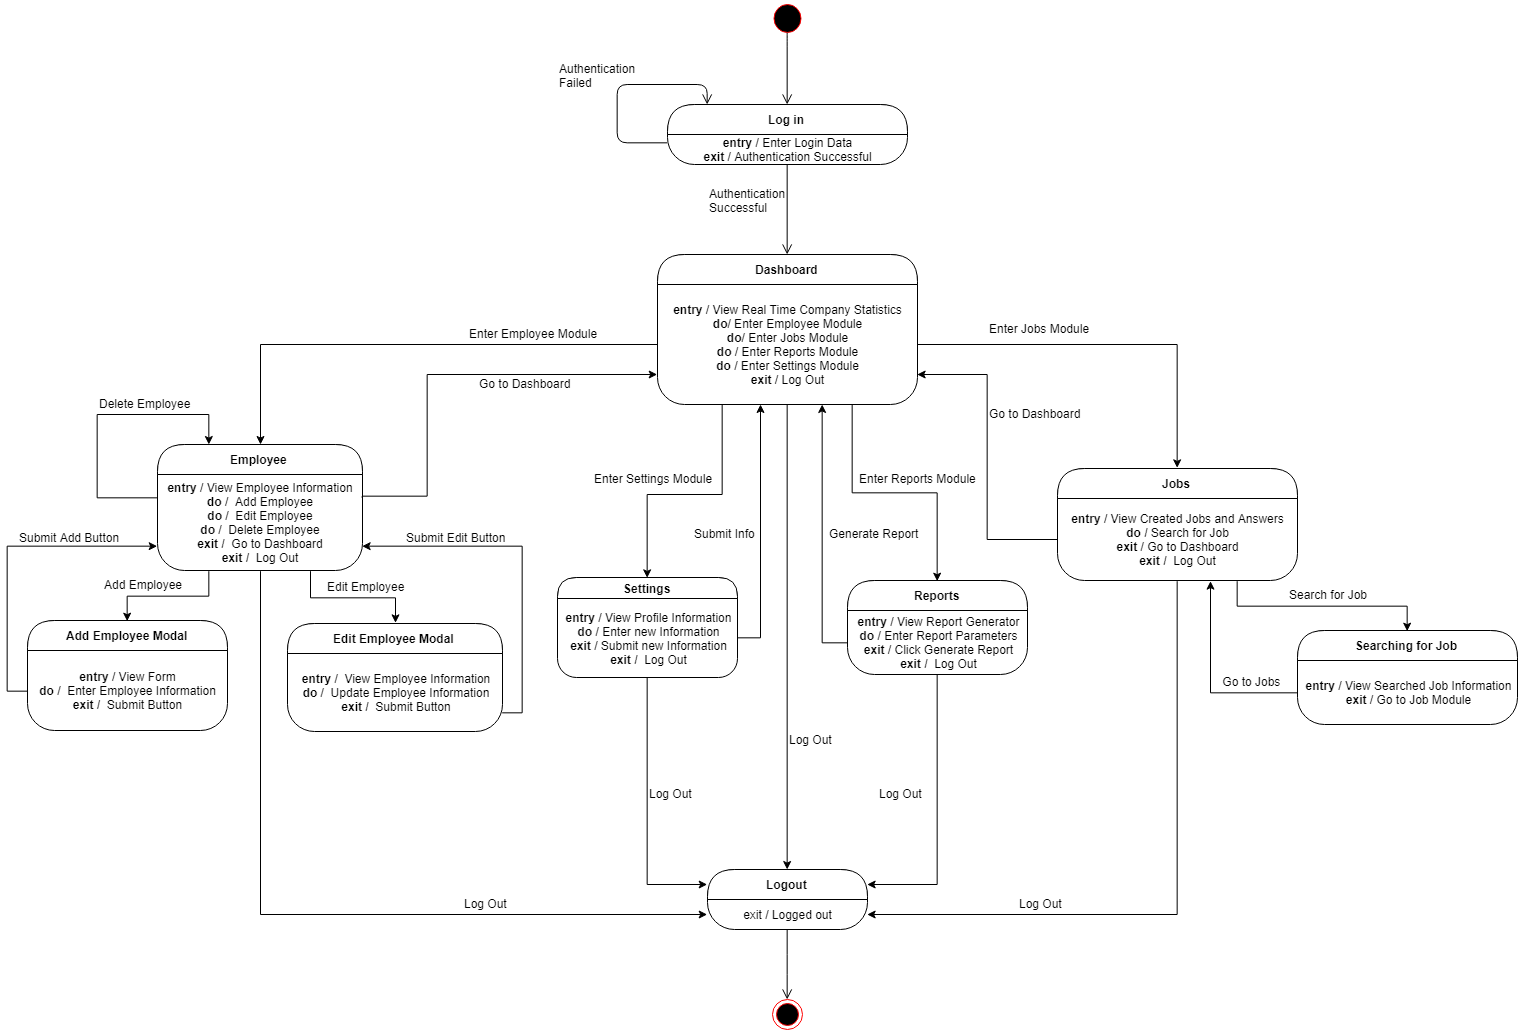 Authentication
Failed
Log in
entry / Enter Login Data
exit / Authentication Successful
Authentication
Successful
Dashboard
entry / View Real Time Company Statistics
do/ Enter Employee Module
do/ Enter Jobs Module
do / Enter Reports Module
do / Enter Settings Module
exit / Log Out
Enter Employee Module
Enter Jobs Module
Go to Dashboard
Go to Dashboard
Delete Employee
Employee
entry / View Employee Information
do / Add Employee
do / Edit Employee
do / Delete Employee
exit / Go to Dashboard
exit / Log Out
Enter Settings Module
Enter Reports Module
Submit Info
Generate Report
Jobs
entry / View Created Jobs and Answers
do / Search for Job
exit / Go to Dashboard
exit / Log Out
Submit Add Button
Submit Edit Button
Add Employee
Edit Employee
Settings
entry / View Profile Information
do / Enter new Information
exit / Submit new Information
exit / Log Out
Reports
entry / View Report Generator
do / Enter Report Parameters
exit / Click Generate Report
exit / Log Out
Search for Job
Add Employee Modal
entry / View Form
do / Enter Employee Information
exit / Submit Button
Edit Employee Modal
entry / View Employee Information
do / Update Employee Information
exit / Submit Button
Searching for Job
entry / View Searched Job Information
exit / Go to Job Module
Go to Jobs
Log Out
Log Out
Log Out
Logout
exit / Logged out
Log Out
Log Out